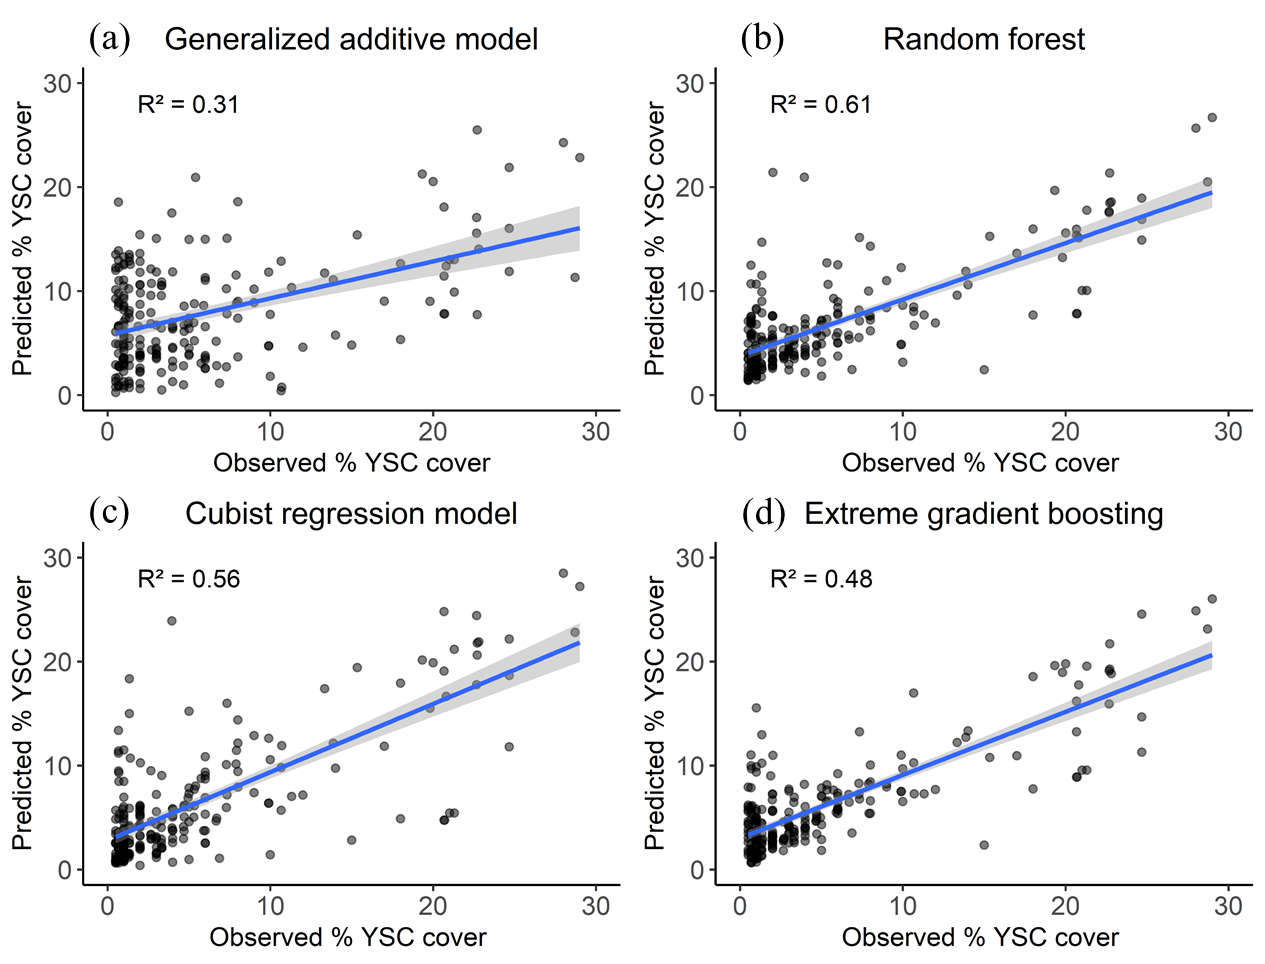 (a) Generalized additive model
R² = 0.31
Predicted % YSC cover
30
20
10
0
0 10 20 30
Observed % YSC cover
(b) Random forest
R² = 0.61
Predicted % YSC cover
30
20
10
0
0 10 20 30
Observed % YSC cover
(c) Cubist regression model
R² = 0.56
Predicted % YSC cover
30
20
10
0
0 10 20 30
Observed % YSC cover
(d) Extreme gradient boosting
R² = 0.48
Predicted % YSC cover
30
20
10
0
0 10 20 30
Observed % YSC cover